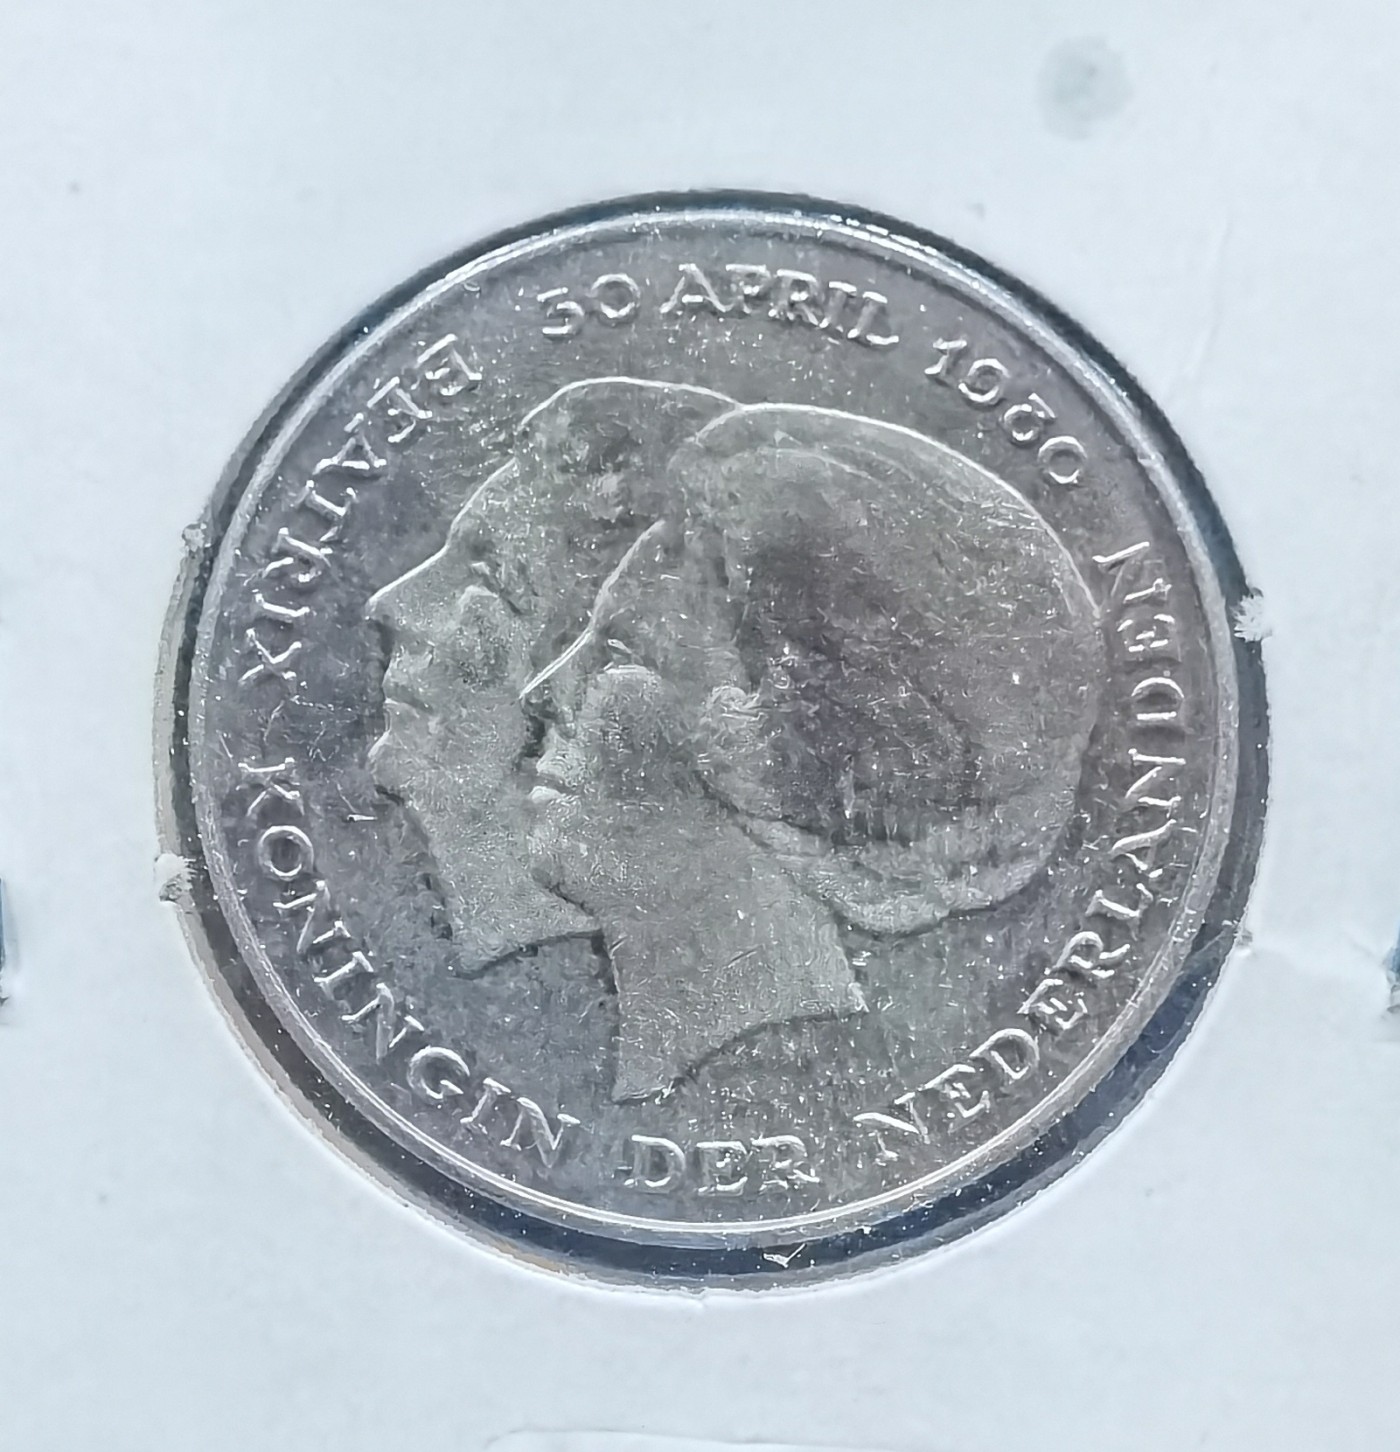 BEATRIX KONINGIN DER NEDERLANDEN
30 APRIL 1980